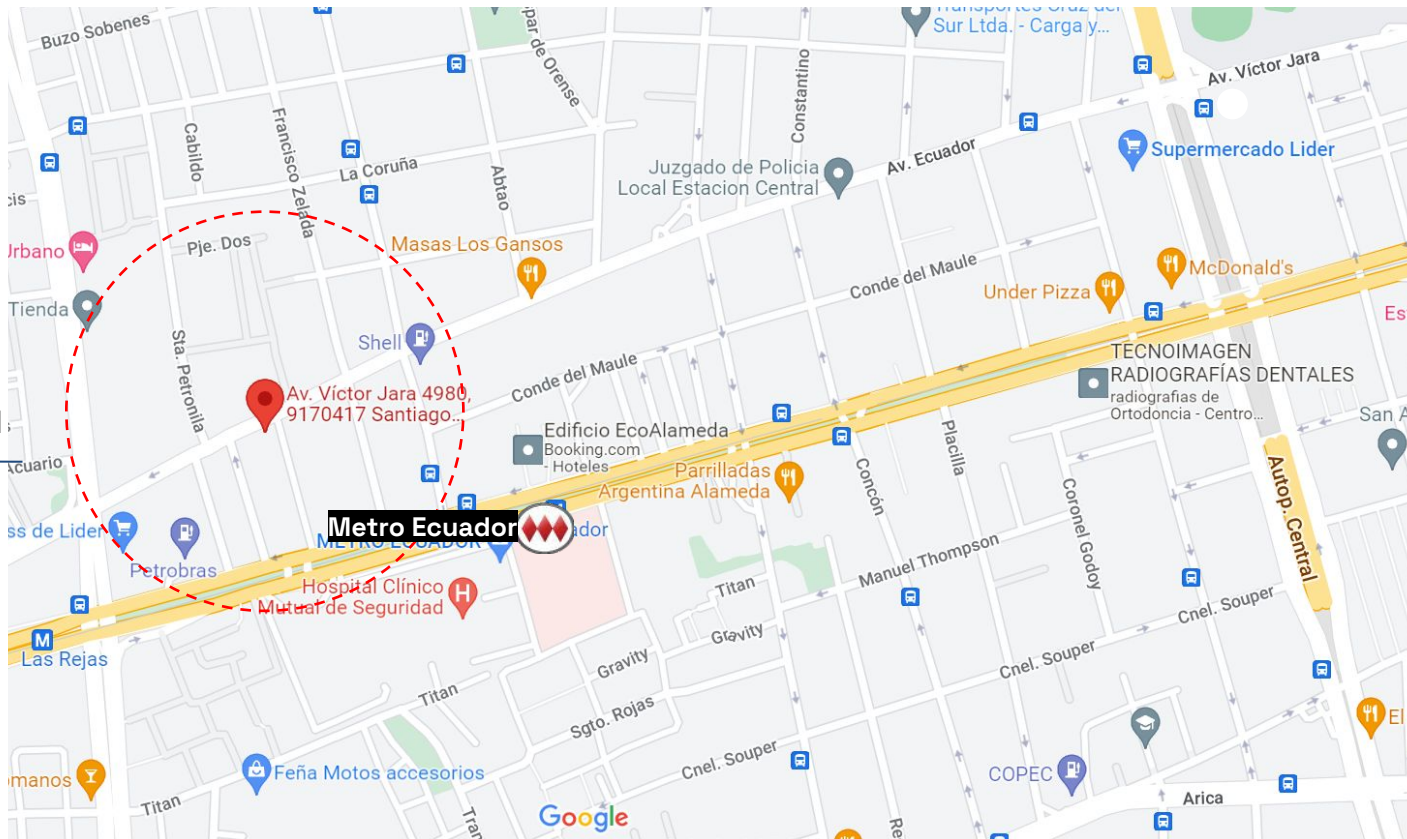 Buzo Sobenes
par de Orense
Transportes Cruz del
Sur Ltda. - Carga y...
Av. Víctor Jara
Constantino
Cabildo
Francisco Zelada
La Coruña
Abtao
Juzgado de Policia
Local Estacion Central
Av. Ecuador
Supermercado Lider
cis
Urbano
Pje. Dos
Masas Los Gansos
Conde del Maule
Under Pizza
McDonald's
Tienda
Sta. Petronila
Shell
Es
Conde del Maule
TECNOIMAGEN
RADIOGRAFÍAS DENTALES
radiografias de
Ortodoncia - Centro...
Av. Víctor Jara 4980,
9170417 Santiago...
Edificio EcoAlameda
Booking.com
- Hoteles
Placilla
San A
Acuario
Parrilladas
Argentina Alameda
Concón
Coronel Godoy
Autop. Central
ss de Lider
Metro Ecuador
METRO ECUADOR
ador
Petrobras
Hospital Clínico
Mutual de Seguridad
Titan
Manuel Thompson
Cnel. Souper
M
Las Rejas
H
Gravity
Gravity
Cnel. Souper
Titan
Sgto. Rojas
El
omanos
Feña Motos accesorios
Cnel. Souper
COPEC
Titan
Tran
Google
Re
Arica